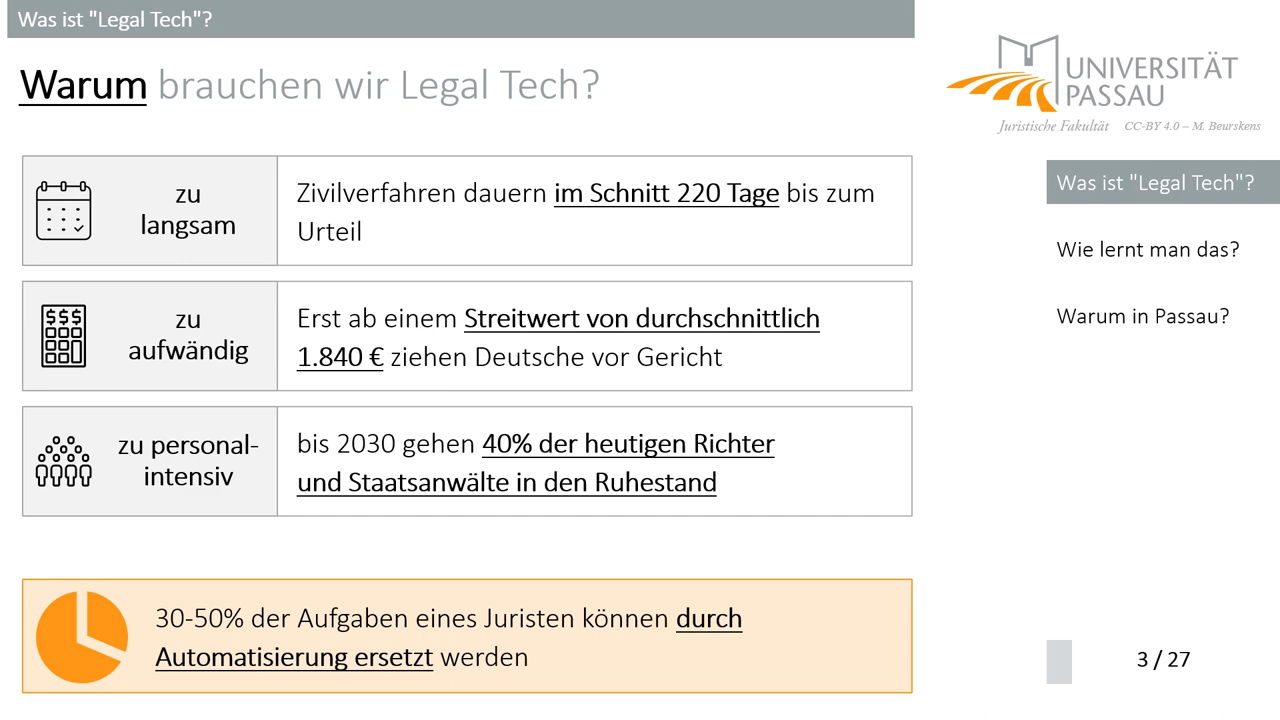 Was ist "Legal Tech"?
Warum brauchen wir Legal Tech?
UNIVERSITÄT
PASSAU
Juristische Fakultät CC-BY 4.0 – M. Beurskens
zu
langsam
Zivilverfahren dauern im Schnitt 220 Tage bis zum
Urteil
$$$
zu
aufwändig
Erst ab einem Streitwert von durchschnittlich
1.840 € ziehen Deutsche vor Gericht
zu personal-
intensiv
bis 2030 gehen 40% der heutigen Richter
und Staatsanwälte in den Ruhestand
30-50% der Aufgaben eines Juristen können durch
Automatisierung ersetzt werden
Was ist "Legal Tech"?
Wie lernt man das?
Warum in Passau?
3 / 27